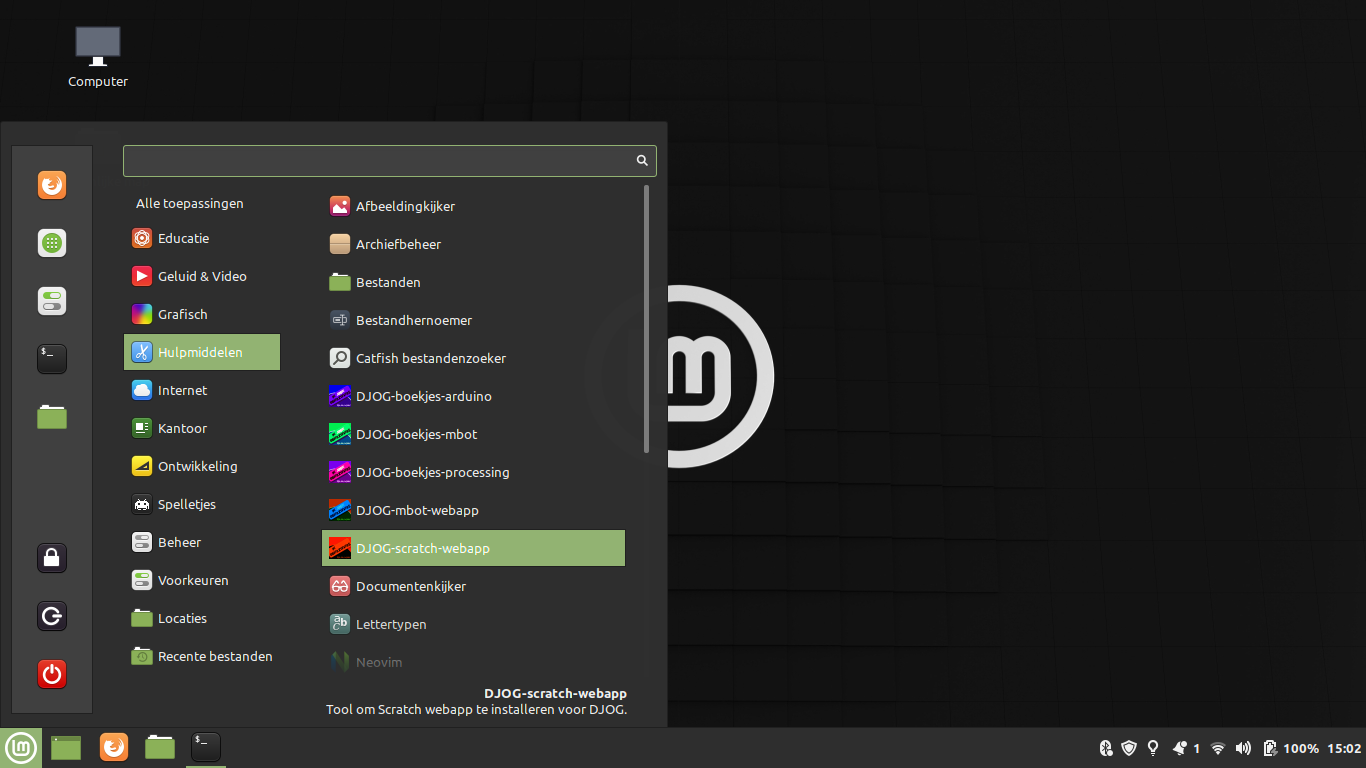 Computer
Alle toepassingen
Educatie
Geluid & Video
Grafisch
Hulpmiddelen
Internet
Kantoor
Ontwikkeling
Spelletjes
Beheer
Voorkeuren
Locaties
Recente bestanden
Afbeeldingkijker
Archiefbeheer
Bestanden
Bestandhernoemer
Catfish bestandenzoeker
DJOG-boekjes-arduino
DJOG-boekjes-mbot
DJOG-boekjes-processing
DJOG-mbot-webapp
DJOG-scratch-webapp
Documentenkijker
Lettertypen
Neovim
DJOG-scratch-webapp
Tool om Scratch webapp te installeren voor DJOG.
1 100% 15:02